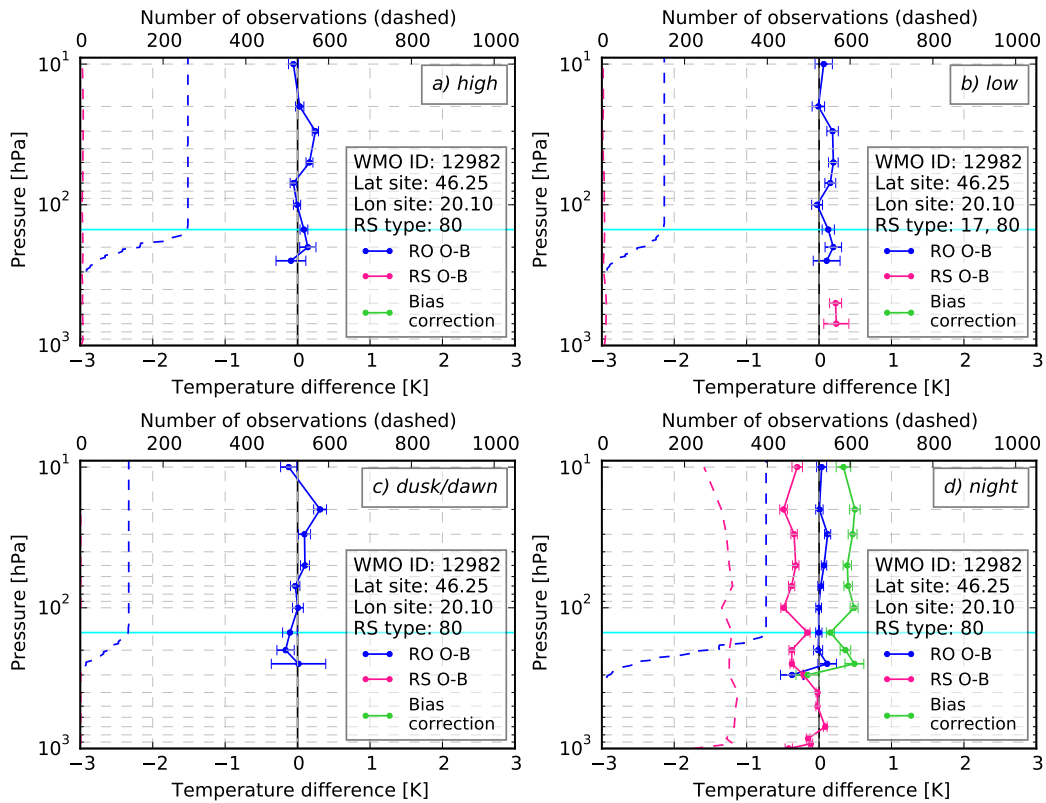 Number of observations (dashed)
0 200 400 600 800 1000
10¹
10²
10³
Pressure [hPa]
a) high
WMO ID: 12982
Lat site: 46.25
Lon site: 20.10
RS type: 80
RO O-B
RS O-B
Bias
correction
−3 −2 −1 0 1 2 3
Temperature difference [K]
Number of observations (dashed)
0 200 400 600 800 1000
10¹
10²
10³
Pressure [hPa]
b) low
WMO ID: 12982
Lat site: 46.25
Lon site: 20.10
RS type: 17, 80
RO O-B
RS O-B
Bias
correction
−3 −2 −1 0 1 2 3
Temperature difference [K]
Number of observations (dashed)
0 200 400 600 800 1000
10¹
10²
10³
Pressure [hPa]
c) dusk/dawn
WMO ID: 12982
Lat site: 46.25
Lon site: 20.10
RS type: 80
RO O-B
RS O-B
Bias
correction
−3 −2 −1 0 1 2 3
Temperature difference [K]
Number of observations (dashed)
0 200 400 600 800 1000
10¹
10²
10³
Pressure [hPa]
d) night
WMO ID: 12982
Lat site: 46.25
Lon site: 20.10
RS type: 80
RO O-B
RS O-B
Bias
correction
−3 −2 −1 0 1 2 3
Temperature difference [K]